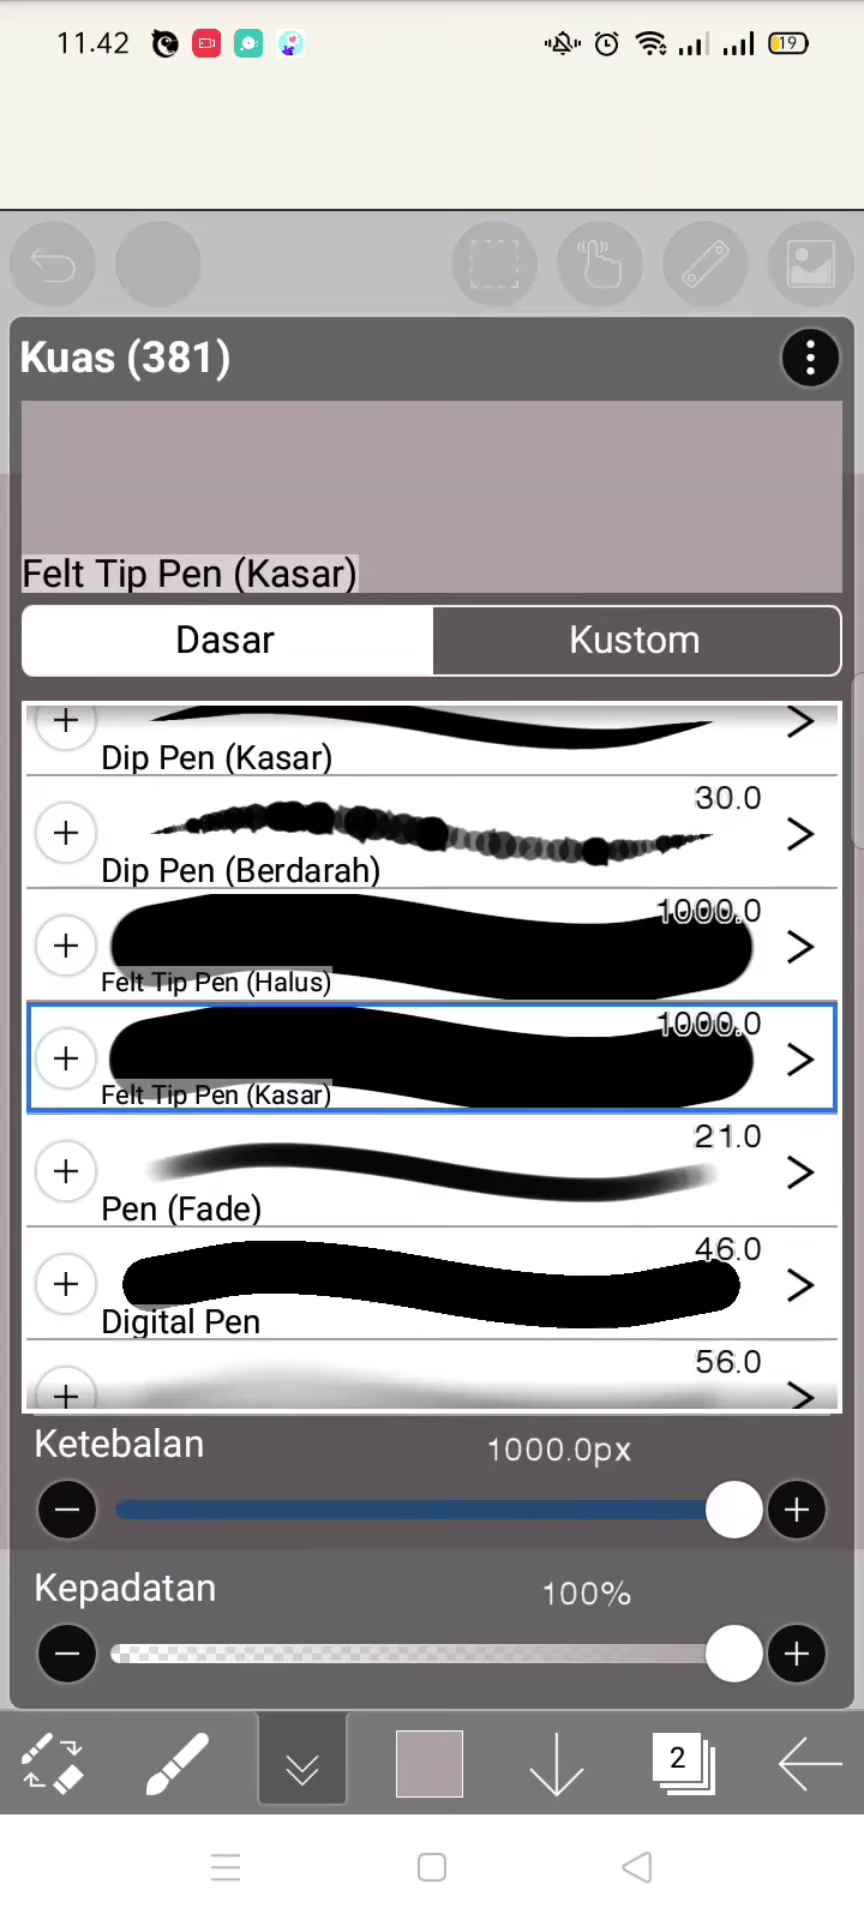 11.42
19
Kuas (381)
Felt Tip Pen (Kasar)
Dasar
Kustom
Dip Pen (Kasar)
30.0
Dip Pen (Berdarah)
1000.0
Felt Tip Pen (Halus)
1000.0
Felt Tip Pen (Kasar)
21.0
Pen (Fade)
46.0
Digital Pen
56.0
Ketebalan
1000.0px
Kepadatan
100%
2